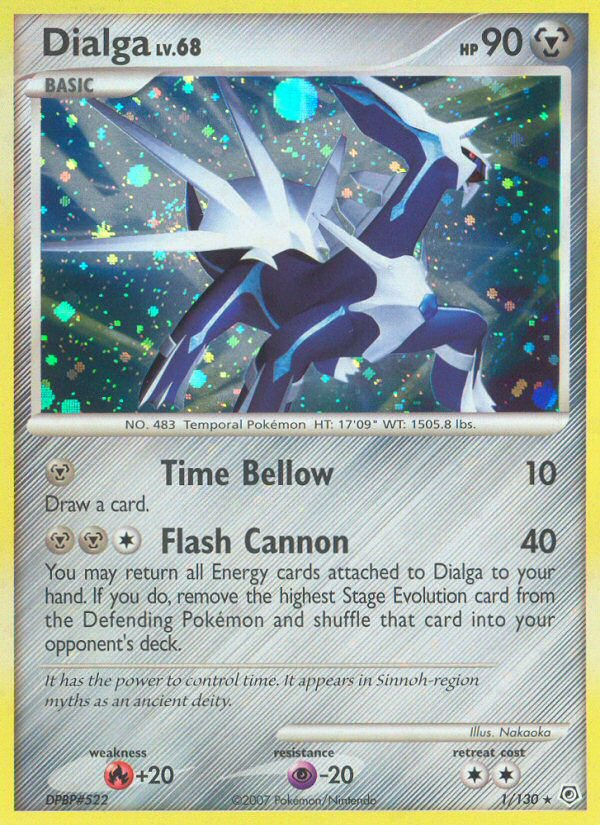 Dialga LV.68 HP 90
BASIC
NO. 483 Temporal Pokémon HT: 17'09" WT: 1505.8 lbs.
Time Bellow 10
Draw a card.
Flash Cannon 40
You may return all Energy cards attached to Dialga to your
hand. If you do, remove the highest Stage Evolution card from
the Defending Pokémon and shuffle that card into your
opponent's deck.
It has the power to control time. It appears in Sinnoh-region
myths as an ancient deity.
Illus. Nakaoka
weakness resistance retreat cost
+20 -20
DPBP#522 ©2007 Pokémon/Nintendo 1/130 ★